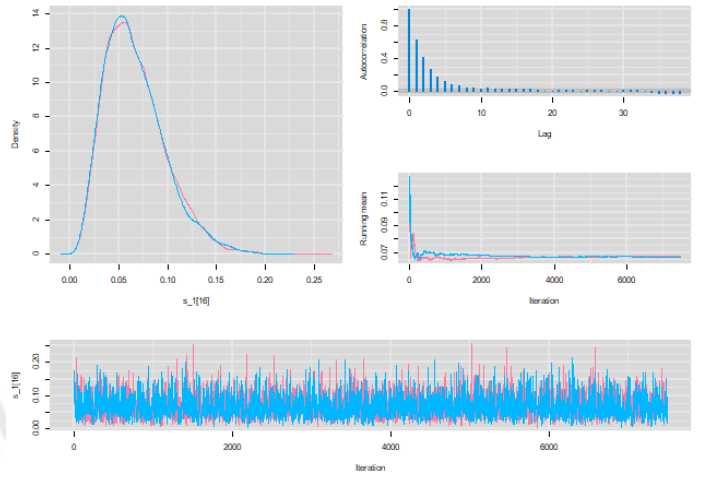 Density
14
12
10
8
6
4
2
0
0.00 0.05 0.10 0.15 0.20 0.25
s_1[16]
Autocorrelation
0.8
0.4
0.0
0 10 20 30
Lag
Running mean
0.11
0.09
0.07
0 2000 4000 6000
Iteration
s_1[16]
0.20
0.10
0.00
0 2000 4000 6000
Iteration